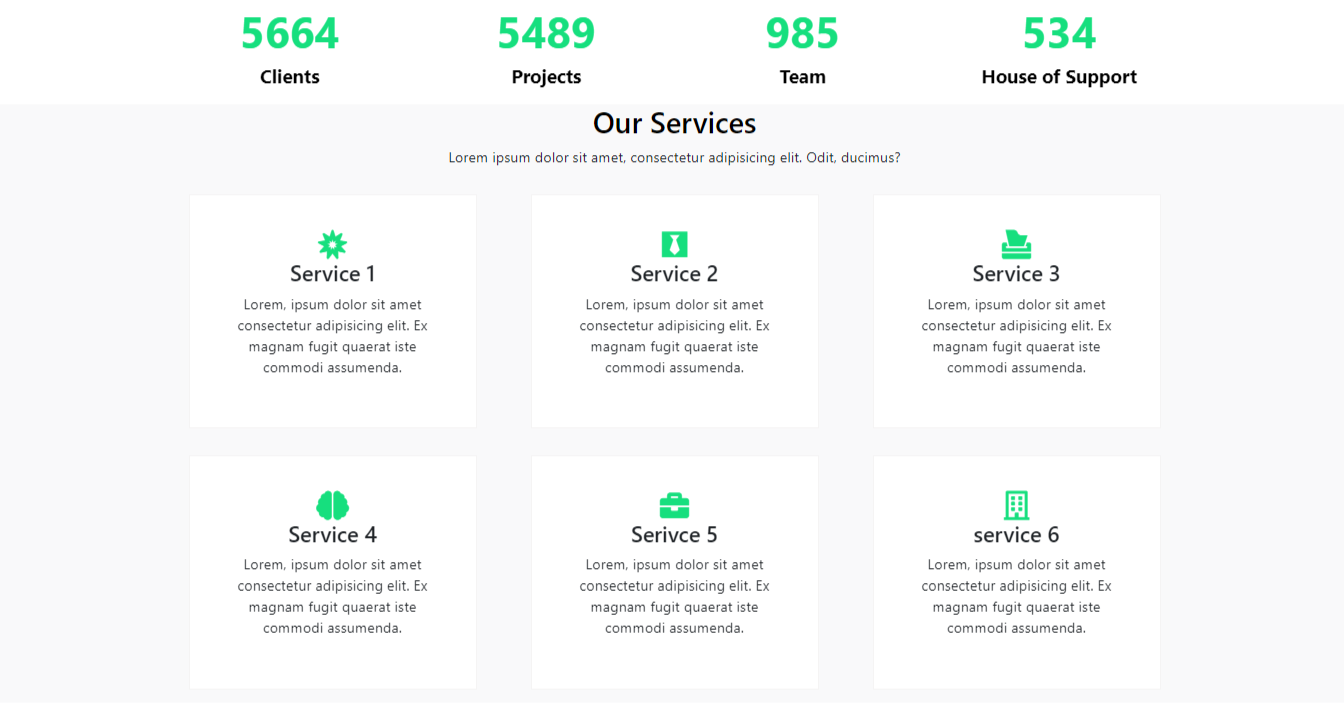 5664 5489 985 534
Clients Projects Team House of Support
Our Services
Lorem ipsum dolor sit amet, consectetur adipisicing elit. Odit, ducimus?
Service 1
Lorem, ipsum dolor sit amet
consectetur adipisicing elit. Ex
magnam fugit quaerat iste
commodi assumenda.
Service 2
Lorem, ipsum dolor sit amet
consectetur adipisicing elit. Ex
magnam fugit quaerat iste
commodi assumenda.
Service 3
Lorem, ipsum dolor sit amet
consectetur adipisicing elit. Ex
magnam fugit quaerat iste
commodi assumenda.
Service 4
Lorem, ipsum dolor sit amet
consectetur adipisicing elit. Ex
magnam fugit quaerat iste
commodi assumenda.
Serivce 5
Lorem, ipsum dolor sit amet
consectetur adipisicing elit. Ex
magnam fugit quaerat iste
commodi assumenda.
service 6
Lorem, ipsum dolor sit amet
consectetur adipisicing elit. Ex
magnam fugit quaerat iste
commodi assumenda.